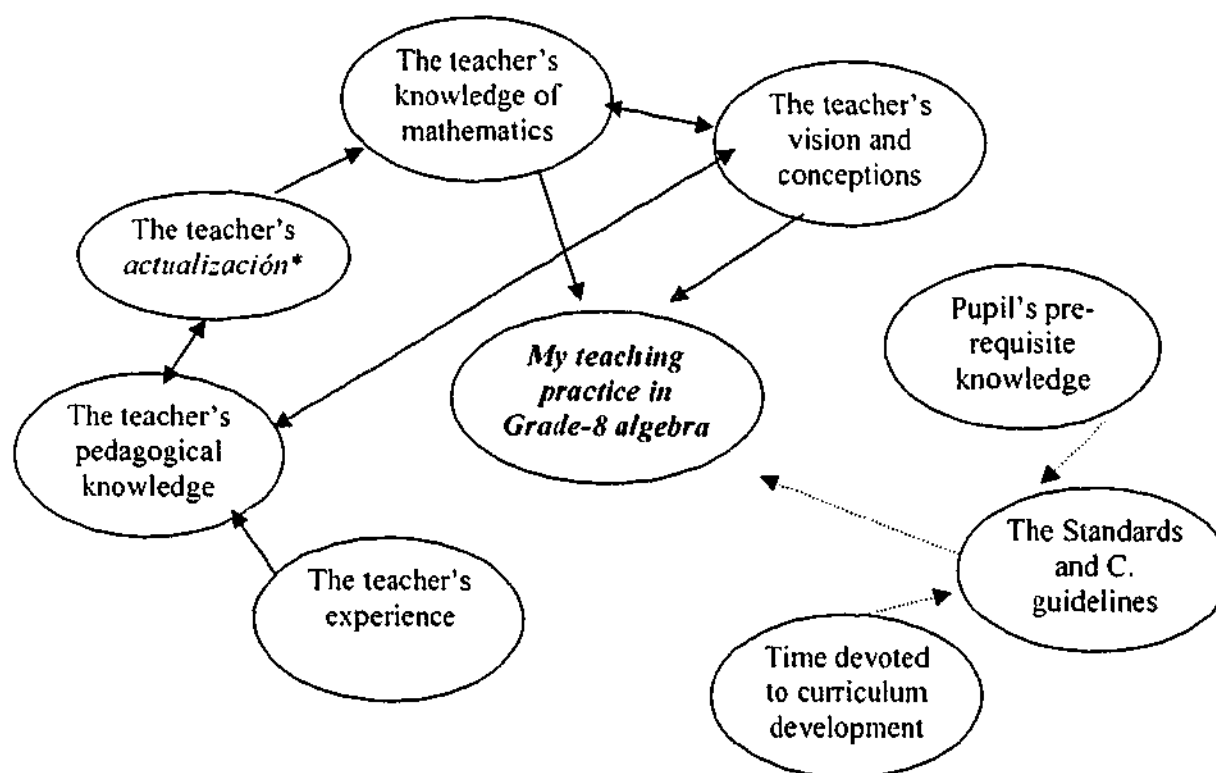 The teacher's
knowledge of
mathematics
The teacher's
vision and
conceptions
The teacher's
actualización*
My teaching
practice in
Grade-8 algebra
Pupil's pre-
requisite
knowledge
The teacher's
pedagogical
knowledge
The Standards
and C.
guidelines
The teacher's
experience
Time devoted
to curriculum
development